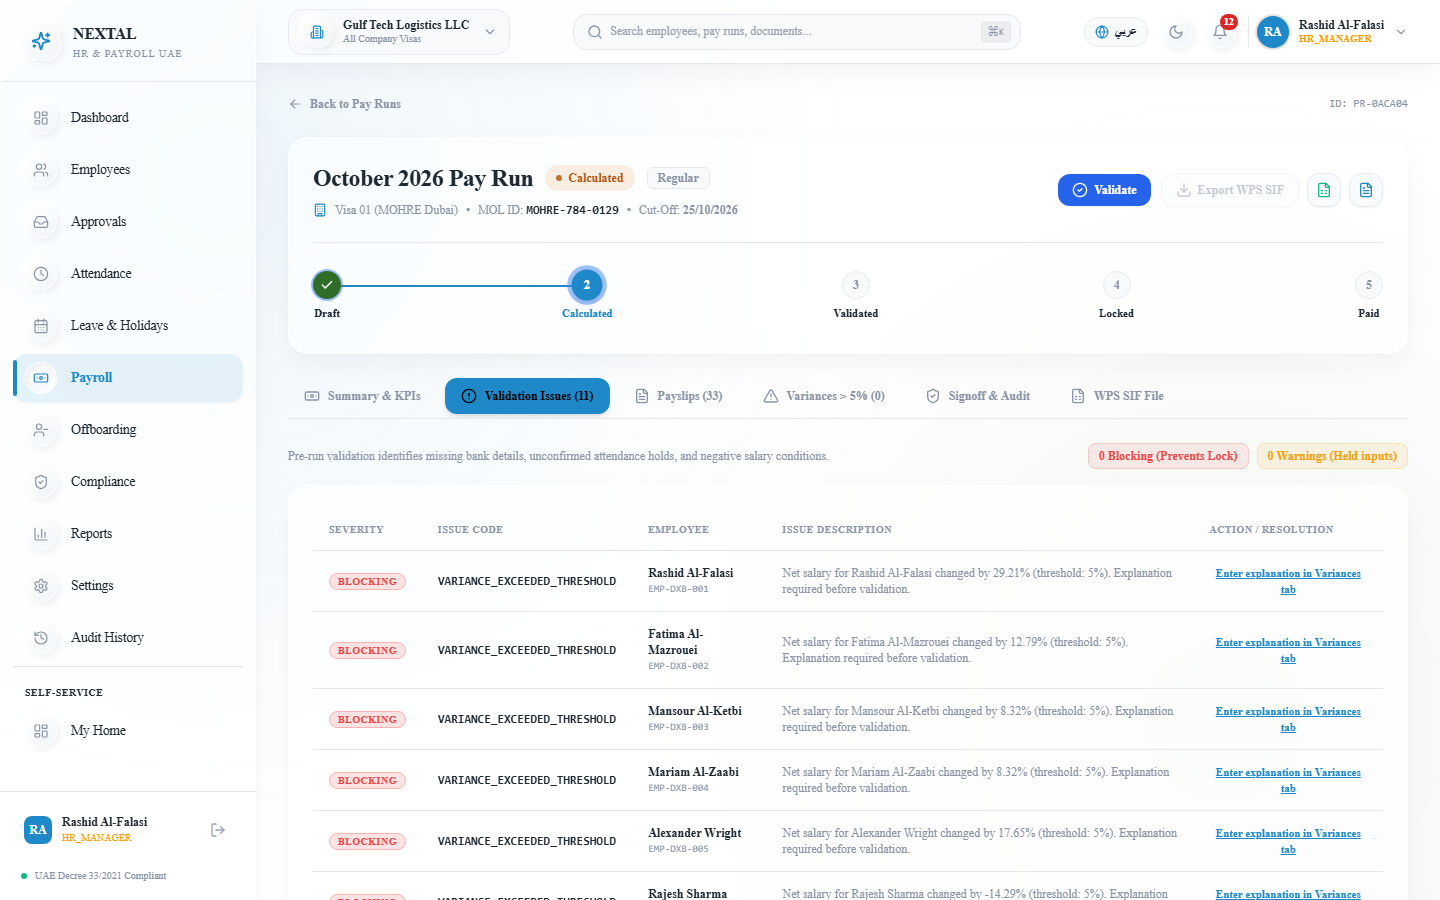 NEXTAL
HR & PAYROLL UAE
Gulf Tech Logistics LLC
All Company Visas
Search employees, pay runs, documents...
⌘K
عربي
12
RA
Rashid Al-Falasi
HR_MANAGER
Dashboard
Employees
Approvals
Attendance
Leave & Holidays
Payroll
Offboarding
Compliance
Reports
Settings
Audit History
SELF-SERVICE
My Home
RA
Rashid Al-Falasi
HR_MANAGER
UAE Decree 33/2021 Compliant
Back to Pay Runs
ID: PR-0ACA04
October 2026 Pay Run
Calculated
Regular
Visa 01 (MOHRE Dubai) • MOL ID: MOHRE-784-0129 • Cut-Off: 25/10/2026
Validate
Export WPS SIF
2
3
4
5
Draft
Calculated
Validated
Locked
Paid
Summary & KPIs
Validation Issues (11)
Payslips (33)
Variances > 5% (0)
Signoff & Audit
WPS SIF File
Pre-run validation identifies missing bank details, unconfirmed attendance holds, and negative salary conditions.
0 Blocking (Prevents Lock)
0 Warnings (Held inputs)
SEVERITY
ISSUE CODE
EMPLOYEE
ISSUE DESCRIPTION
ACTION / RESOLUTION
BLOCKING
VARIANCE_EXCEEDED_THRESHOLD
Rashid Al-Falasi
EMP-DXB-001
Net salary for Rashid Al-Falasi changed by 29.21% (threshold: 5%). Explanation
required before validation.
Enter explanation in Variances
tab
BLOCKING
VARIANCE_EXCEEDED_THRESHOLD
Fatima Al-
Mazrouei
EMP-DXB-002
Net salary for Fatima Al-Mazrouei changed by 12.79% (threshold: 5%).
Explanation required before validation.
Enter explanation in Variances
tab
BLOCKING
VARIANCE_EXCEEDED_THRESHOLD
Mansour Al-Ketbi
EMP-DXB-003
Net salary for Mansour Al-Ketbi changed by 8.32% (threshold: 5%). Explanation
required before validation.
Enter explanation in Variances
tab
BLOCKING
VARIANCE_EXCEEDED_THRESHOLD
Mariam Al-Zaabi
EMP-DXB-004
Net salary for Mariam Al-Zaabi changed by 8.32% (threshold: 5%). Explanation
required before validation.
Enter explanation in Variances
tab
BLOCKING
VARIANCE_EXCEEDED_THRESHOLD
Alexander Wright
EMP-DXB-005
Net salary for Alexander Wright changed by 17.65% (threshold: 5%). Explanation
required before validation.
Enter explanation in Variances
tab
BLOCKING
VARIANCE_EXCEEDED_THRESHOLD
Rajesh Sharma
Net salary for Rajesh Sharma changed by -14.29% (threshold: 5%). Explanation
Enter explanation in Variances